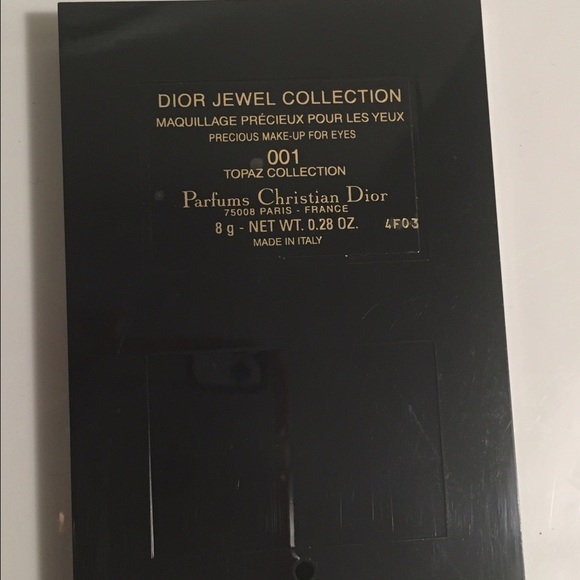 DIOR JEWEL COLLECTION
MAQUILLAGE PRÉCIEUX POUR LES YEUX
PRECIOUS MAKE-UP FOR EYES
001
TOPAZ COLLECTION
Parfums Christian Dior
75008 PARIS - FRANCE
8 g - NET WT. 0.28 OZ. 4F03
MADE IN ITALY